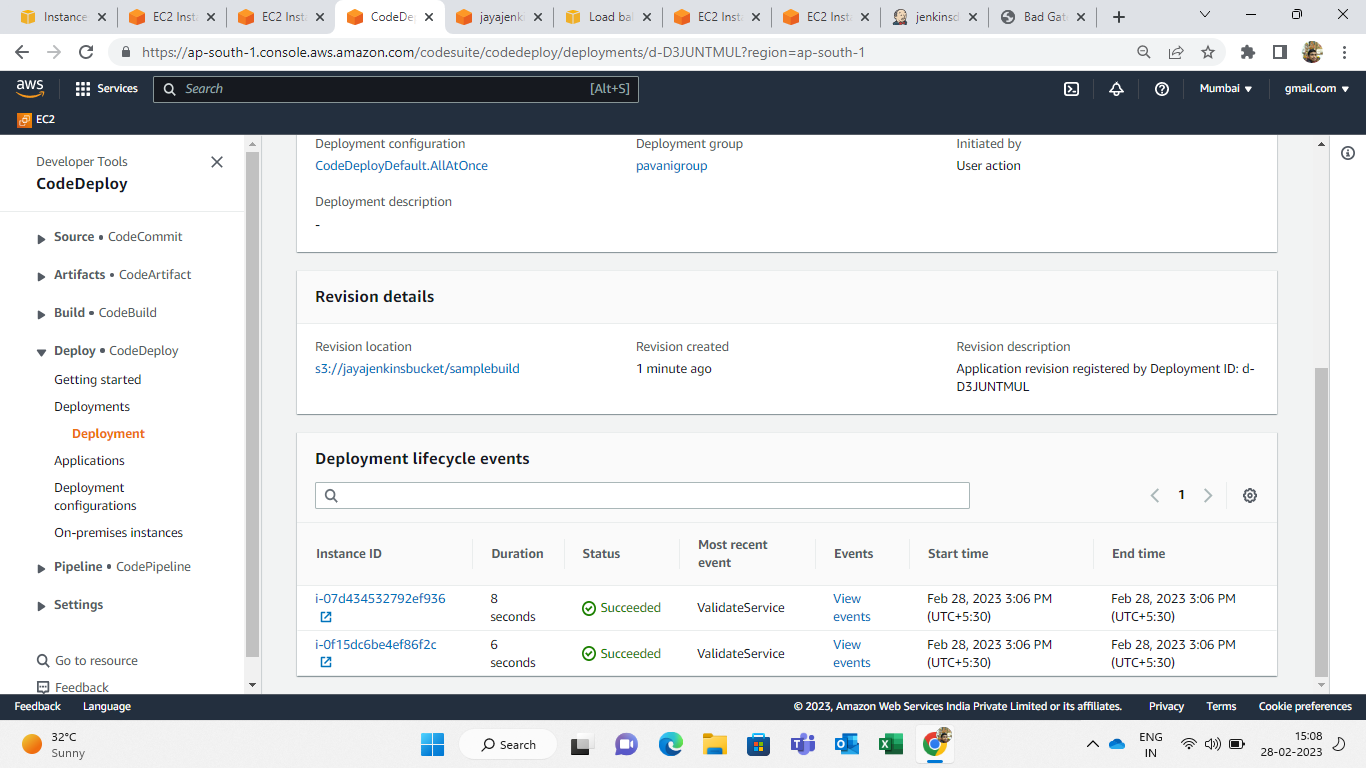 Instance
EC2 Inst
EC2 Inst
CodeDep
jayajenk
Load bal
EC2 Inst
EC2 Inst
jenkinsd
Bad Gat
https://ap-south-1.console.aws.amazon.com/codesuite/codedeploy/deployments/d-D3JUNTMUL?region=ap-south-1
aws
Services
Search
[Alt+S]
Mumbai
gmail.com
EC2
Developer Tools
CodeDeploy
Source • CodeCommit
Artifacts • CodeArtifact
Build • CodeBuild
Deploy • CodeDeploy
Getting started
Deployments
Deployment
Applications
Deployment
configurations
On-premises instances
Pipeline • CodePipeline
Settings
Go to resource
Feedback
Deployment configuration
CodeDeployDefault.AllAtOnce
Deployment group
pavanigroup
Initiated by
User action
Deployment description
-
Revision details
Revision location
s3://jayajenkinsbucket/samplebuild
Revision created
1 minute ago
Revision description
Application revision registered by Deployment ID: d-
D3JUNTMUL
Deployment lifecycle events
1
Instance ID
Duration
Status
Most recent
event
Events
Start time
End time
i-07d434532792ef936
8
seconds
Succeeded
ValidateService
View
events
Feb 28, 2023 3:06 PM
(UTC+5:30)
Feb 28, 2023 3:06 PM
(UTC+5:30)
i-0f15dc6be4ef86f2c
6
seconds
Succeeded
ValidateService
View
events
Feb 28, 2023 3:06 PM
(UTC+5:30)
Feb 28, 2023 3:06 PM
(UTC+5:30)
Feedback
Language
© 2023, Amazon Web Services India Private Limited or its affiliates.
Privacy
Terms
Cookie preferences
32°C
Sunny
Search
ENG
IN
15:08
28-02-2023